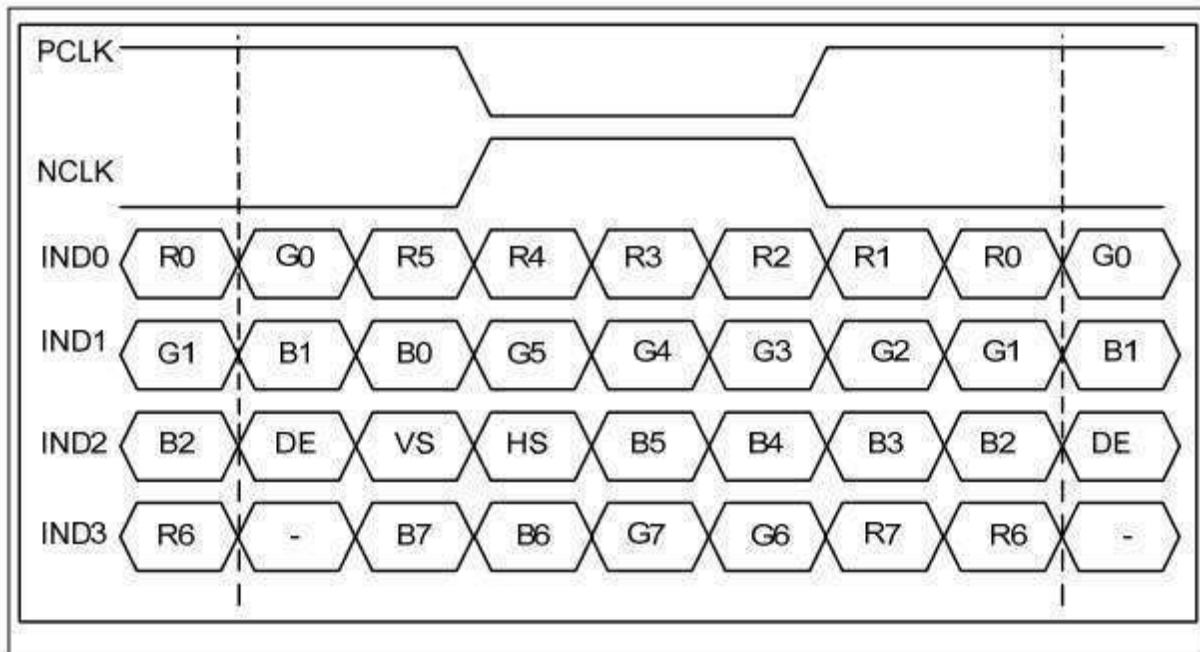 PCLK
NCLK
IND0 R0 G0 R5 R4 R3 R2 R1 R0 G0
IND1 G1 B1 B0 G5 G4 G3 G2 G1 B1
IND2 B2 DE VS HS B5 B4 B3 B2 DE
IND3 R6 - B7 B6 G7 G6 R7 R6 -